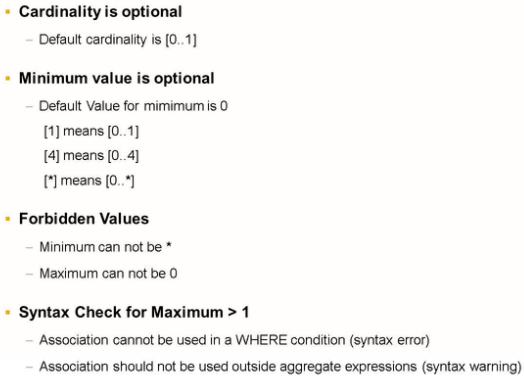 Cardinality is optional
– Default cardinality is [0..1]
Minimum value is optional
– Default Value for mimimum is 0
[1] means [0..1]
[4] means [0..4]
[*] means [0..*]
Forbidden Values
– Minimum can not be *
– Maximum can not be 0
Syntax Check for Maximum > 1
– Association cannot be used in a WHERE condition (syntax error)
– Association should not be used outside aggregate expressions (syntax warning)